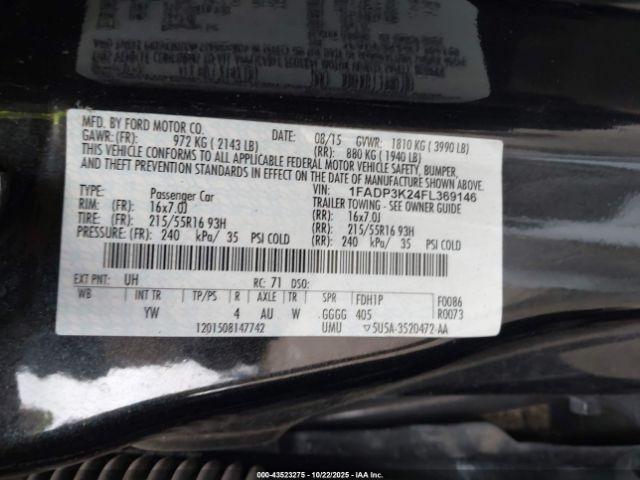 MFD. BY FORD MOTOR CO.
DATE: 08/15 GVWR: 1810 KG ( 3990 LB)
GAWR: (FR): 972 KG ( 2143 LB) (RR): 880 KG ( 1940 LB)
THIS VEHICLE CONFORMS TO ALL APPLICABLE FEDERAL MOTOR VEHICLE SAFETY, BUMPER,
AND THEFT PREVENTION STANDARDS IN EFFECT ON THE DATE OF MANUFACTURE SHOWN ABOVE.
VIN: 1FADP3K24FL369146
TYPE: Passenger Car TRAILER TOWING - SEE OWNER GUIDE
RIM: (FR): 16x7.0J (RR): 16x7.0J
TIRE: (FR): 215/55R16 93H (RR): 215/55R16 93H
PRESSURE: (FR): 240 kPa/ 35 PSI COLD (RR): 240 kPa/ 35 PSI COLD
EXT PNT: UH RC: 71 DSO:
WB INT TR TP/PS R AXLE TR SPR FDH1P F0086
YW 4 AU W GGGG 405 R0073
1201508147742 UMU ▽5U5A-3520472-AA
000-43523275 - 10/22/2025 - IAA Inc.